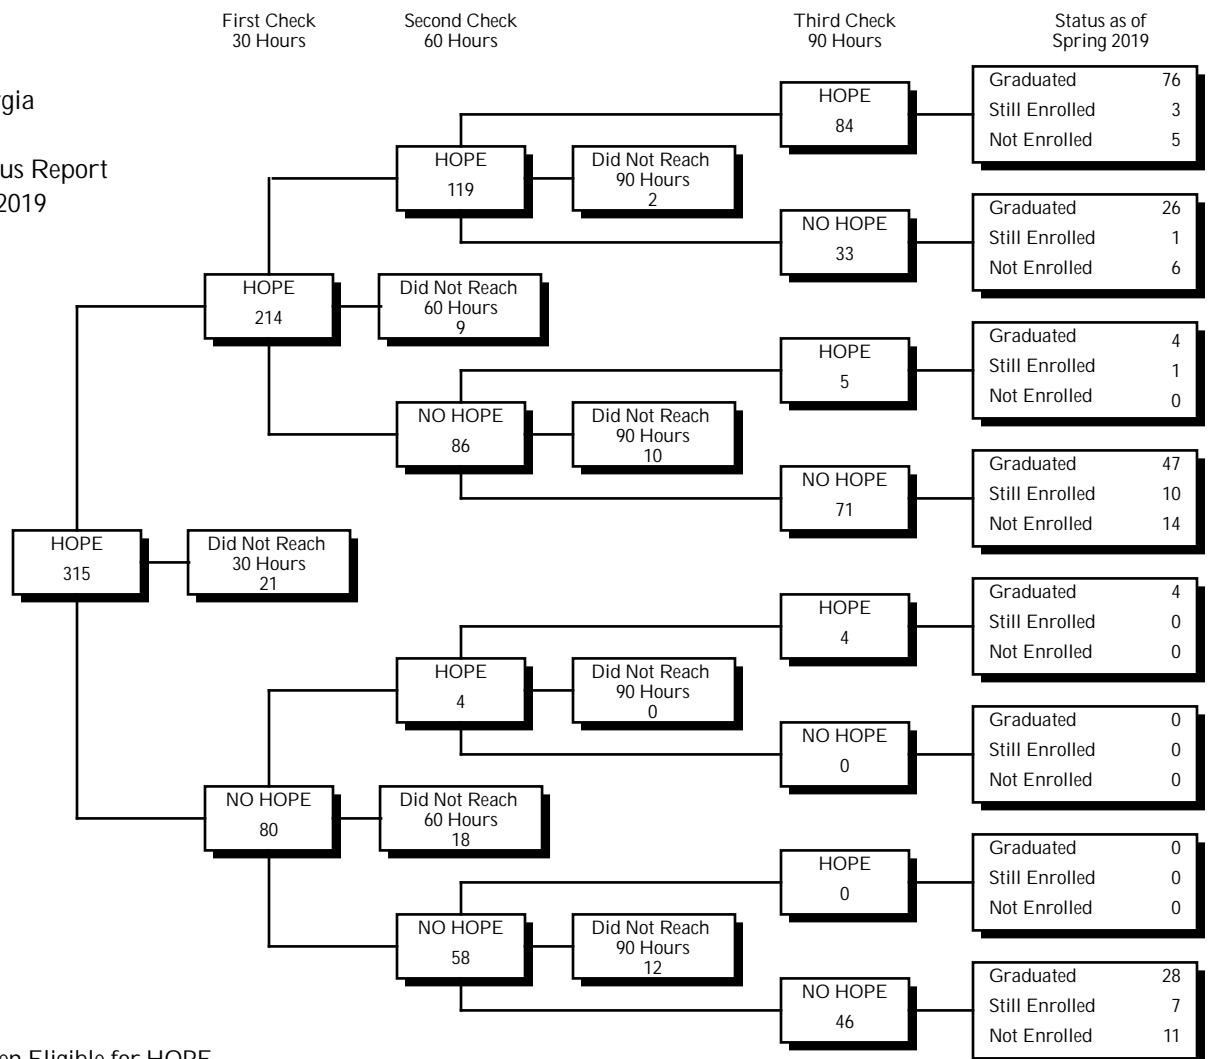 First Check
30 Hours
Second Check
60 Hours
Third Check
90 Hours
Status as of
Spring 2019
rgia
us Report
2019
HOPE
315
Did Not Reach
30 Hours
21
HOPE
214
Did Not Reach
60 Hours
9
NO HOPE
80
Did Not Reach
60 Hours
18
HOPE
119
Did Not Reach
90 Hours
2
NO HOPE
86
Did Not Reach
90 Hours
10
HOPE
4
Did Not Reach
90 Hours
0
NO HOPE
58
Did Not Reach
90 Hours
12
HOPE
84
Graduated 76
Still Enrolled 3
Not Enrolled 5
NO HOPE
33
Graduated 26
Still Enrolled 1
Not Enrolled 6
HOPE
5
Graduated 4
Still Enrolled 1
Not Enrolled 0
NO HOPE
71
Graduated 47
Still Enrolled 10
Not Enrolled 14
HOPE
4
Graduated 4
Still Enrolled 0
Not Enrolled 0
NO HOPE
0
Graduated 0
Still Enrolled 0
Not Enrolled 0
HOPE
0
Graduated 0
Still Enrolled 0
Not Enrolled 0
NO HOPE
46
Graduated 28
Still Enrolled 7
Not Enrolled 11
en Eligible for HOPE